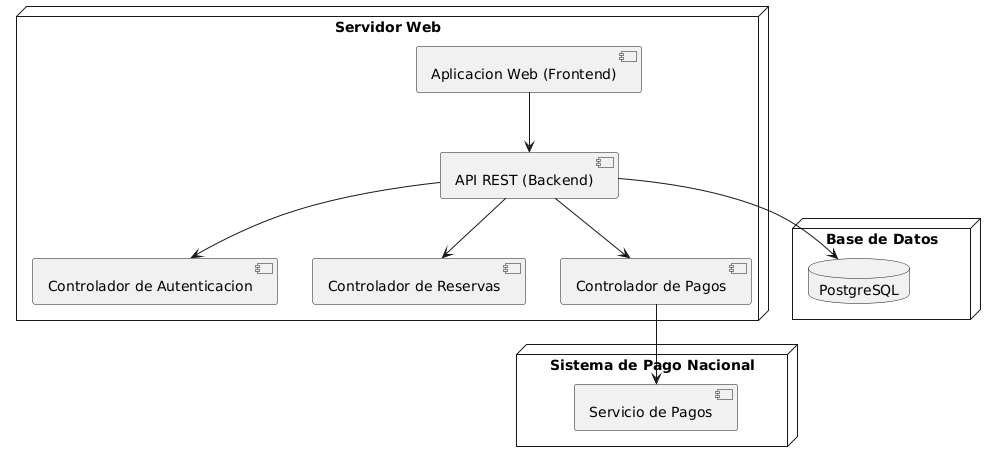 Servidor Web
Aplicacion Web (Frontend)
API REST (Backend)
Controlador de Autenticacion
Controlador de Reservas
Controlador de Pagos
Base de Datos
PostgreSQL
Sistema de Pago Nacional
Servicio de Pagos